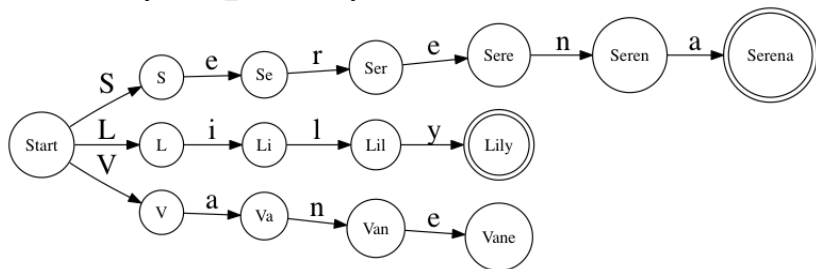 S e r e n a
S Se Ser Sere Seren Serena
Start L i l y
L Li Lil Lily
V a n e
V Va Van Vane